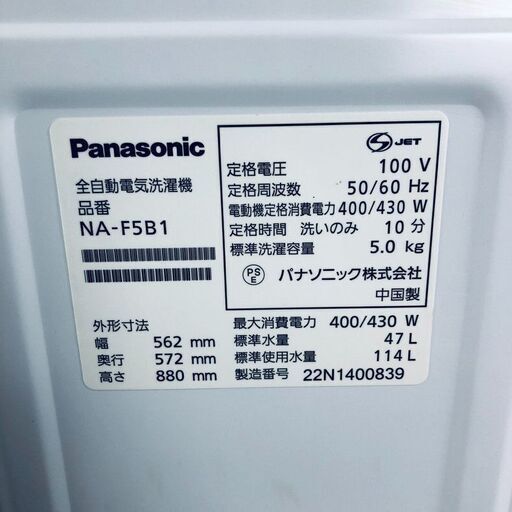 Panasonic
全自動電気洗濯機
品番
NA-F5B1
外形寸法
幅 562 mm
奥行 572 mm
高さ 880 mm
S JET
定格電圧 100 V
定格周波数 50/60 Hz
電動機定格消費電力 400/430 W
定格時間 洗いのみ 10 分
標準洗濯容量 5.0 kg
PS E パナソニック株式会社
中国製
最大消費電力 400/430 W
標準水量 47 L
標準使用水量 114 L
製造番号 22N1400839